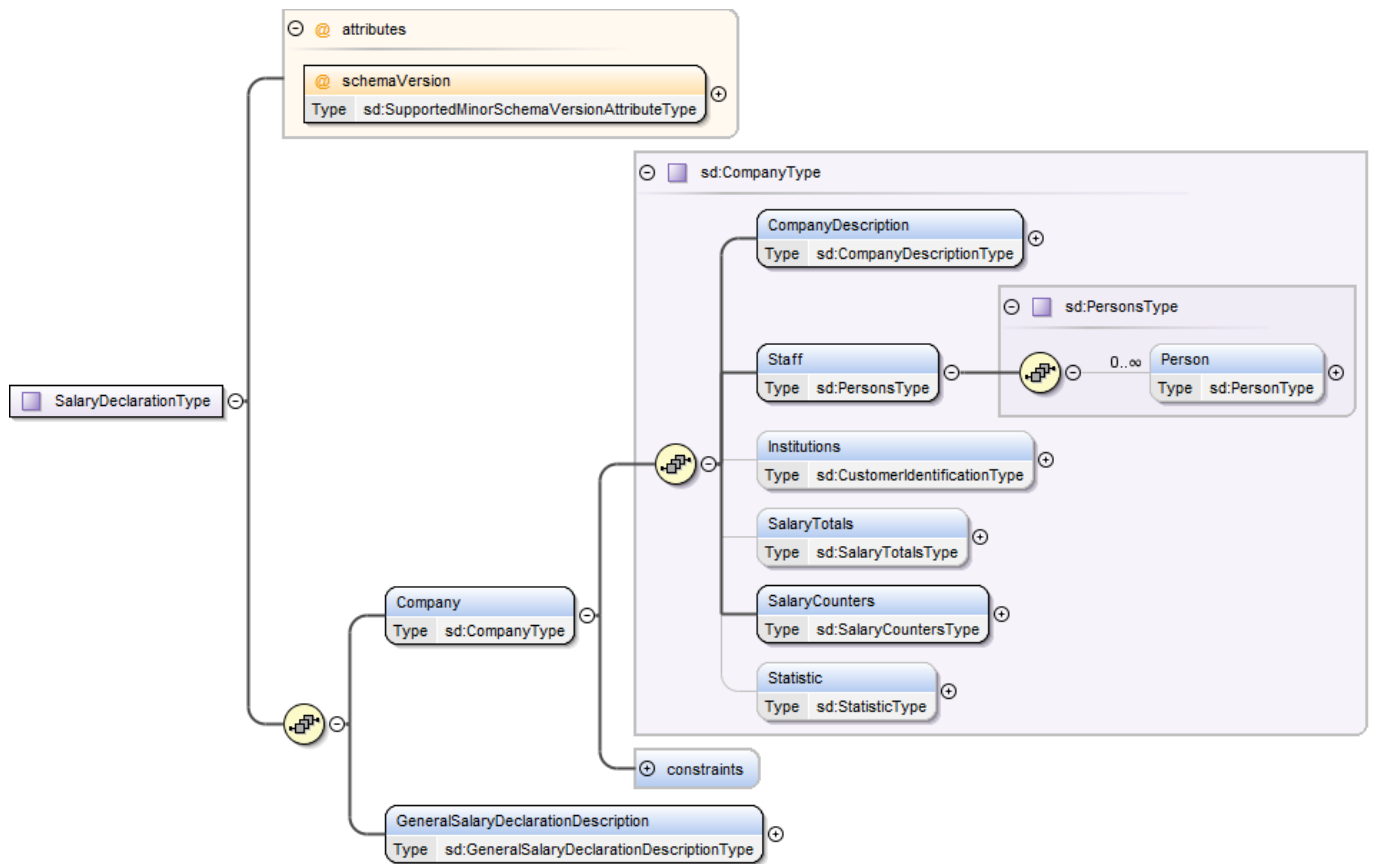 @ attributes
@ schemaVersion
Type sd:SupportedMinorSchemaVersionAttributeType
sd:CompanyType
CompanyDescription
Type sd:CompanyDescriptionType
sd:PersonsType
Staff
Type sd:PersonsType
0..∞
Person
Type sd:PersonType
SalaryDeclarationType
Institutions
Type sd:CustomerIdentificationType
SalaryTotals
Type sd:SalaryTotalsType
Company
Type sd:CompanyType
SalaryCounters
Type sd:SalaryCountersType
Statistic
Type sd:StatisticType
constraints
GeneralSalaryDeclarationDescription
Type sd:GeneralSalaryDeclarationDescriptionType